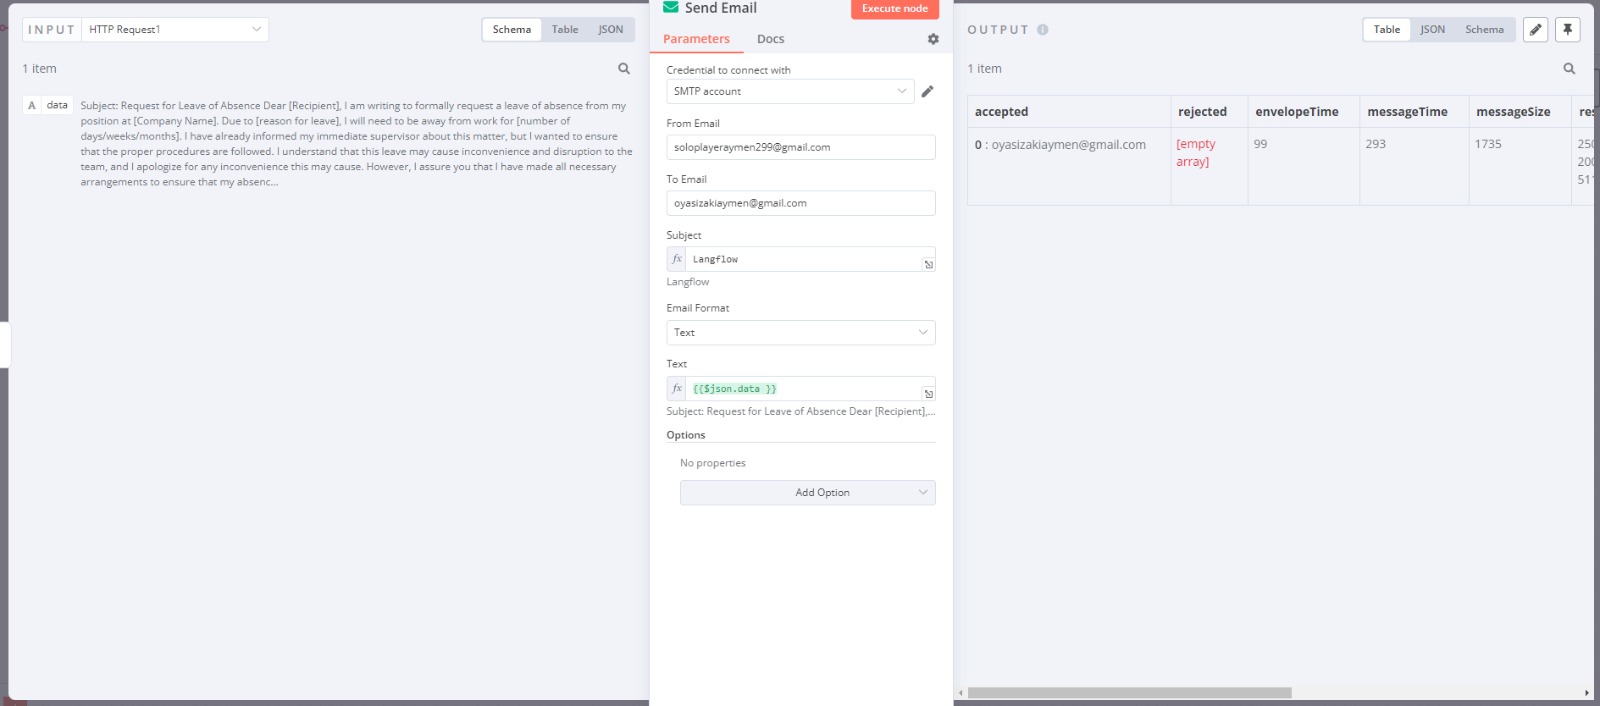 INPUT HTTP Request1 Schema Table JSON
1 item
A data
Subject: Request for Leave of Absence Dear [Recipient], I am writing to formally request a leave of absence from my
position at [Company Name]. Due to [reason for leave], I will need to be away from work for [number of
days/weeks/months]. I have already informed my immediate supervisor about this matter, but I wanted to ensure
that the proper procedures are followed. I understand that this leave may cause inconvenience and disruption to the
team, and I apologize for any inconvenience this may cause. However, I assure you that I have made all necessary
arrangements to ensure that my absenc...
Send Email Execute node
Parameters Docs
Credential to connect with
SMTP account
From Email
soloplayeraymen299@gmail.com
To Email
oyasizakiaymen@gmail.com
Subject
fx Langflow
Langflow
Email Format
Text
Text
fx {{$json.data }}
Subject: Request for Leave of Absence Dear [Recipient],...
Options
No properties
Add Option
OUTPUT Table JSON Schema
1 item
accepted rejected envelopeTime messageTime messageSize res
0 : oyasizakiaymen@gmail.com [empty array] 99 293 1735 250
200
511